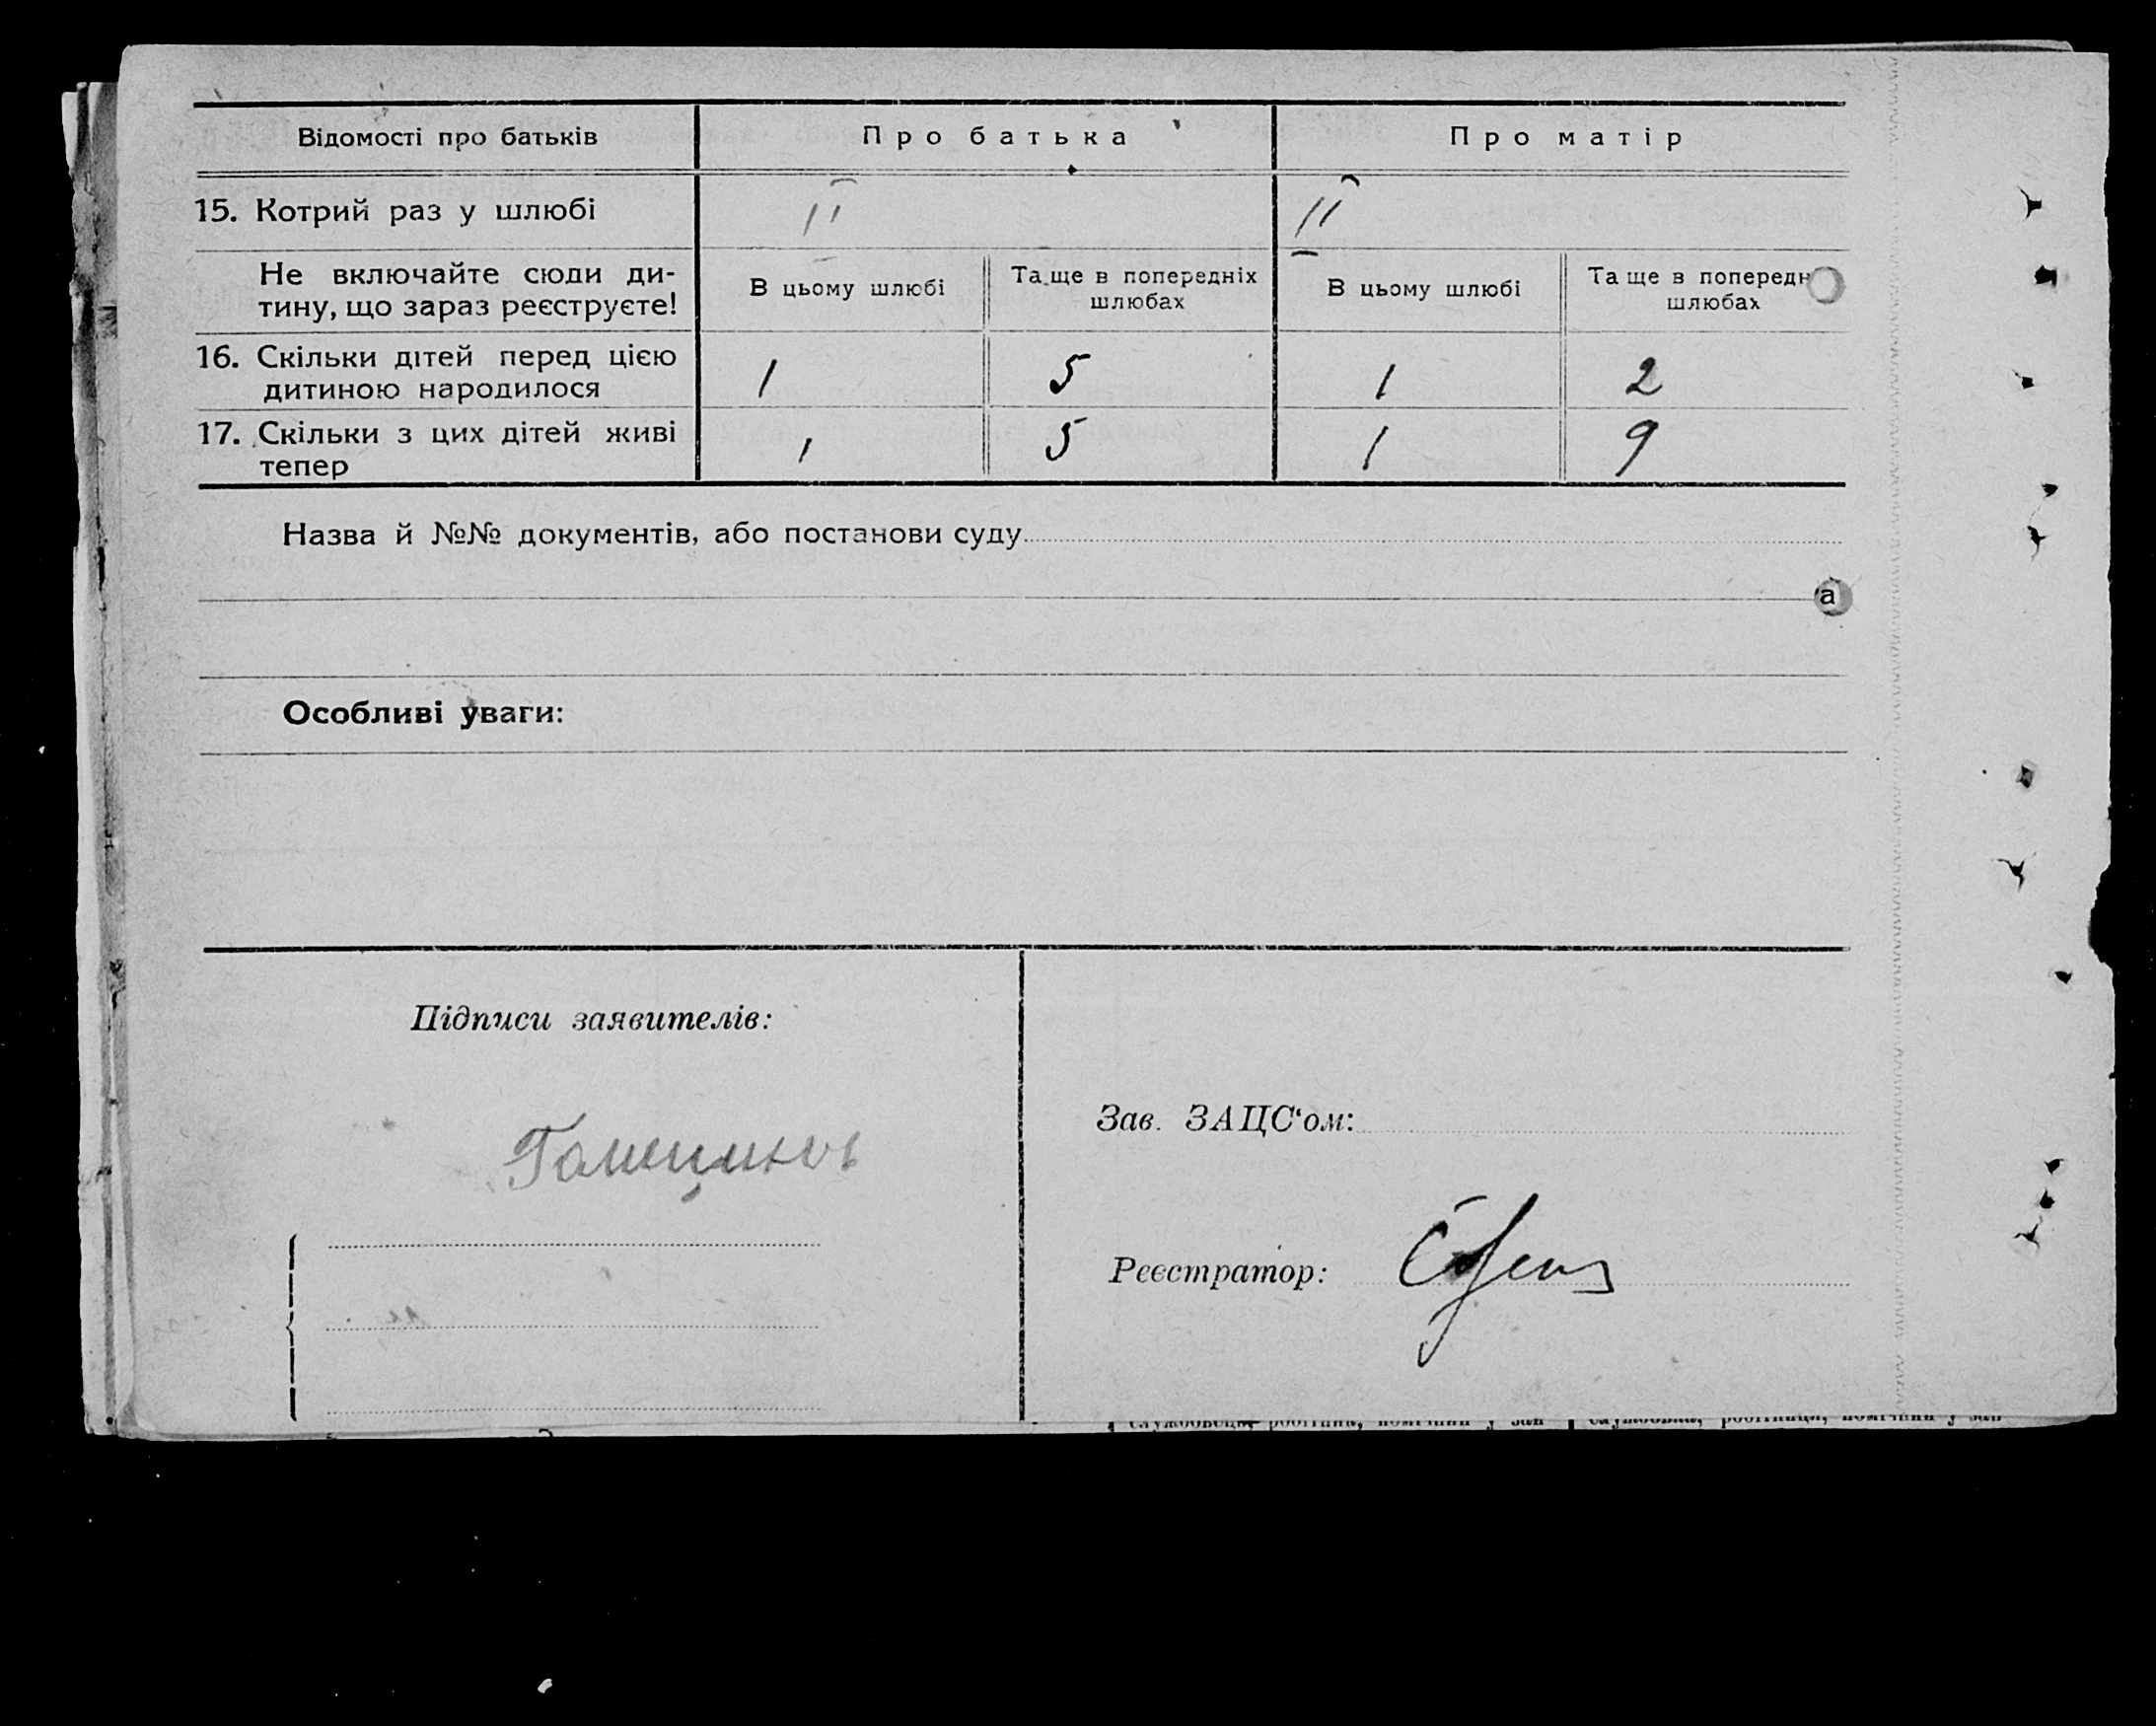 Відомості про батьків Про батька Про матір
15. Котрий раз у шлюбі II II
Не включайте сюди ди-
тину, що зараз реєструєте!
В цьому шлюбі Та ще в попередніх
шлюбах
В цьому шлюбі Та ще в попередн
шлюбах
16. Скільки дітей перед цією
дитиною народилося 1 5 1 2
17. Скільки з цих дітей живі
тепер 1 5 1 9
Назва й №№ документів, або постанови суду
а
Особливі уваги:
Підписи заявителів:
Зав. ЗАЦС‘ом:
Реєстратор: